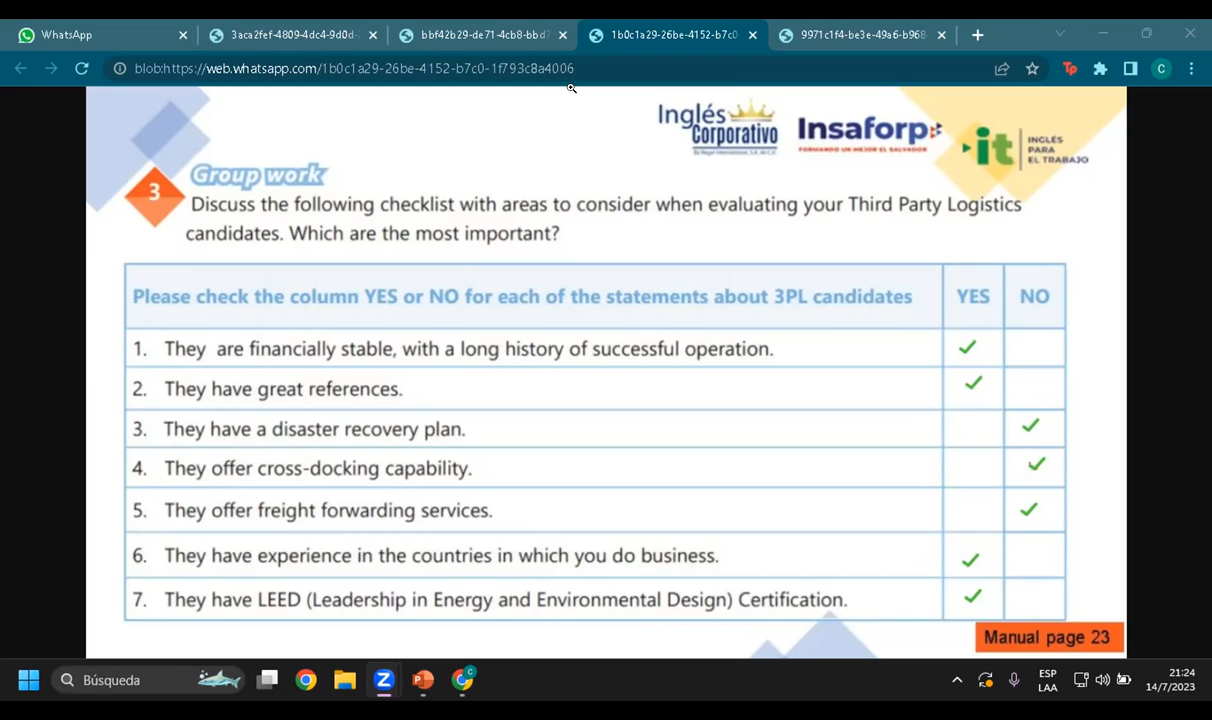 WhatsApp
3aca2fef-4809-4dc4-9d0d-
bbf42b29-de71-4cb8-bbd7
1b0c1a29-26be-4152-b7c0
9971c1f4-be3e-49a6-b968-
blob:https://web.whatsapp.com/1b0c1a29-26be-4152-b7c0-1f793c8a4006
Tp
C
Inglés
Corporativo
Insaforp
FORMANDO UN MEJOR EL SALVADOR
it
INGLÉS
PARA
EL TRABAJO
3
Group work
Discuss the following checklist with areas to consider when evaluating your Third Party Logistics
candidates. Which are the most important?
Please check the column YES or NO for each of the statements about 3PL candidates YES NO
1. They are financially stable, with a long history of successful operation. ✓
2. They have great references. ✓
3. They have a disaster recovery plan. ✓
4. They offer cross-docking capability. ✓
5. They offer freight forwarding services. ✓
6. They have experience in the countries in which you do business. ✓
7. They have LEED (Leadership in Energy and Environmental Design) Certification. ✓
Manual page 23
Búsqueda
C
ESP
LAA
21:24
14/7/2023